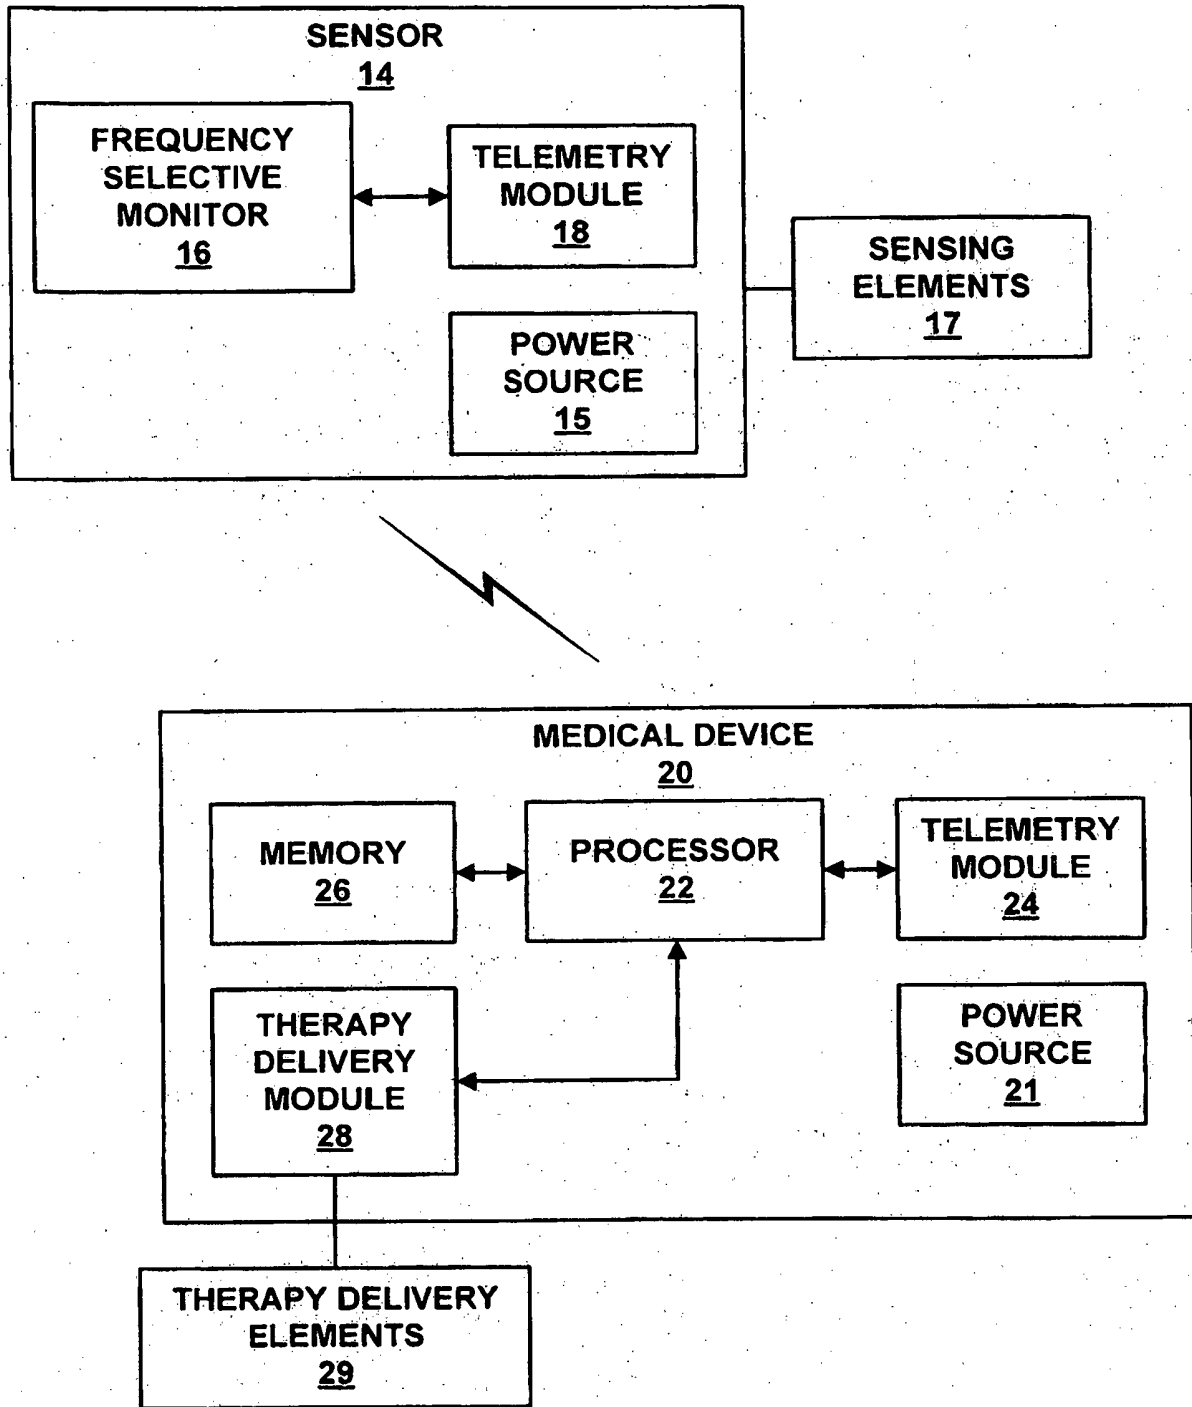 SENSOR
14
FREQUENCY
SELECTIVE
MONITOR
16
TELEMETRY
MODULE
18
POWER
SOURCE
15
SENSING
ELEMENTS
17
MEDICAL DEVICE
20
MEMORY
26
PROCESSOR
22
TELEMETRY
MODULE
24
THERAPY
DELIVERY
MODULE
28
POWER
SOURCE
21
THERAPY DELIVERY
ELEMENTS
29